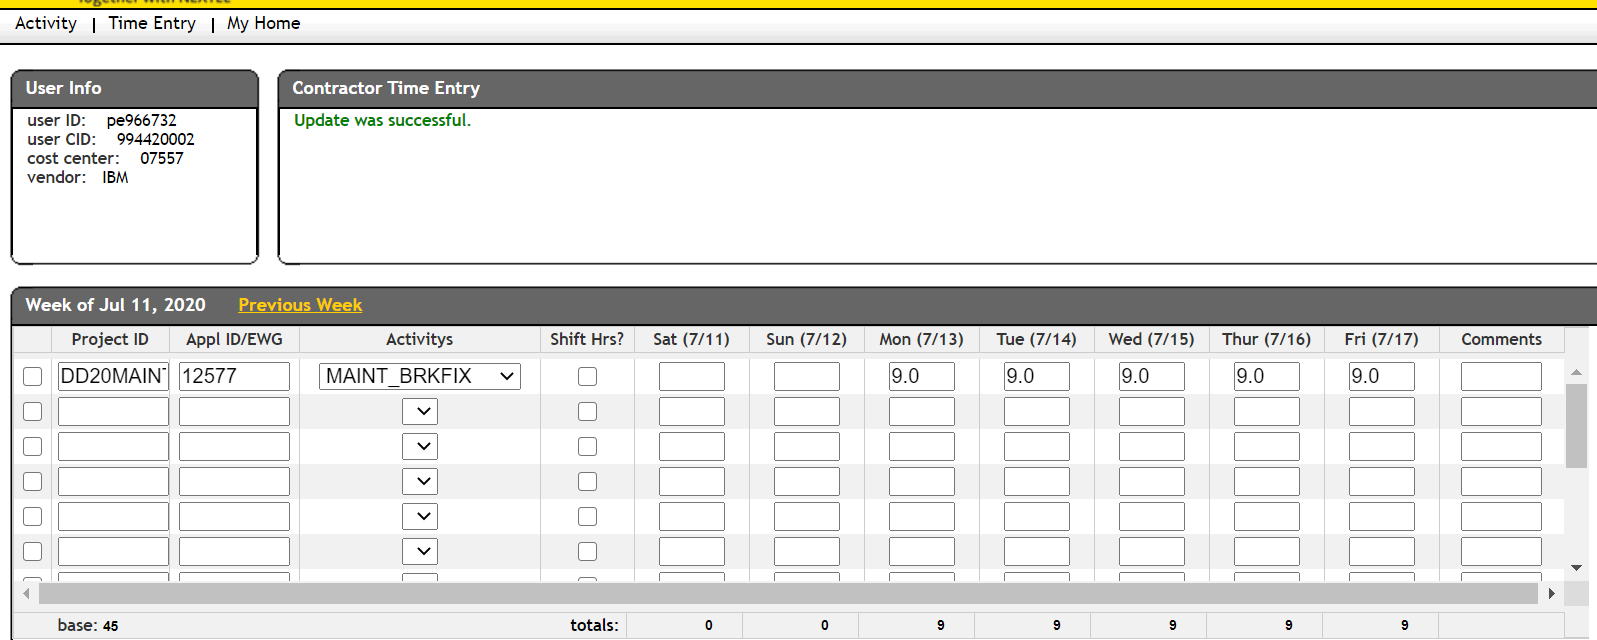 Together with NEXTEL
Activity | Time Entry | My Home
User Info
user ID: pe966732
user CID: 994420002
cost center: 07557
vendor: IBM
Contractor Time Entry
Update was successful.
Week of Jul 11, 2020 Previous Week
Project ID Appl ID/EWG Activitys Shift Hrs? Sat (7/11) Sun (7/12) Mon (7/13) Tue (7/14) Wed (7/15) Thur (7/16) Fri (7/17) Comments
DD20MAINT 12577 MAINT_BRKFIX 9.0 9.0 9.0 9.0 9.0
base: 45 totals: 0 0 9 9 9 9 9